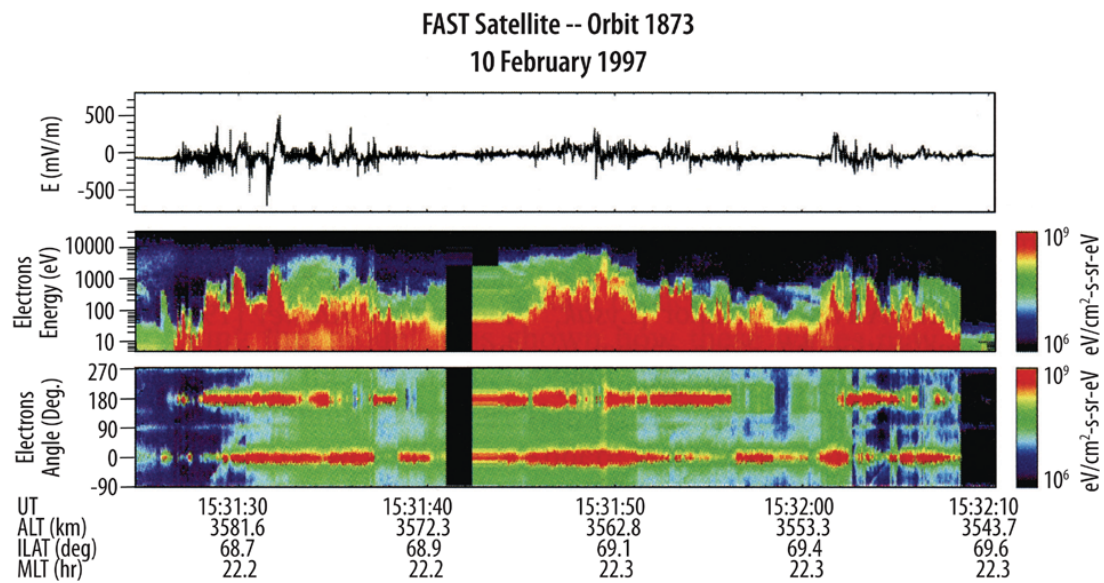 FAST Satellite -- Orbit 1873
10 February 1997
E (mV/m)
500
0
-500
Electrons
Energy (eV)
10000
1000
100
10
10⁹
10⁶
eV/cm²-s-sr-eV
Electrons
Angle (Deg.)
270
180
90
0
-90
10⁹
10⁶
eV/cm²-s-sr-eV
UT 15:31:30 15:31:40 15:31:50 15:32:00 15:32:10
ALT (km) 3581.6 3572.3 3562.8 3553.3 3543.7
ILAT (deg) 68.7 68.9 69.1 69.4 69.6
MLT (hr) 22.2 22.2 22.3 22.3 22.3